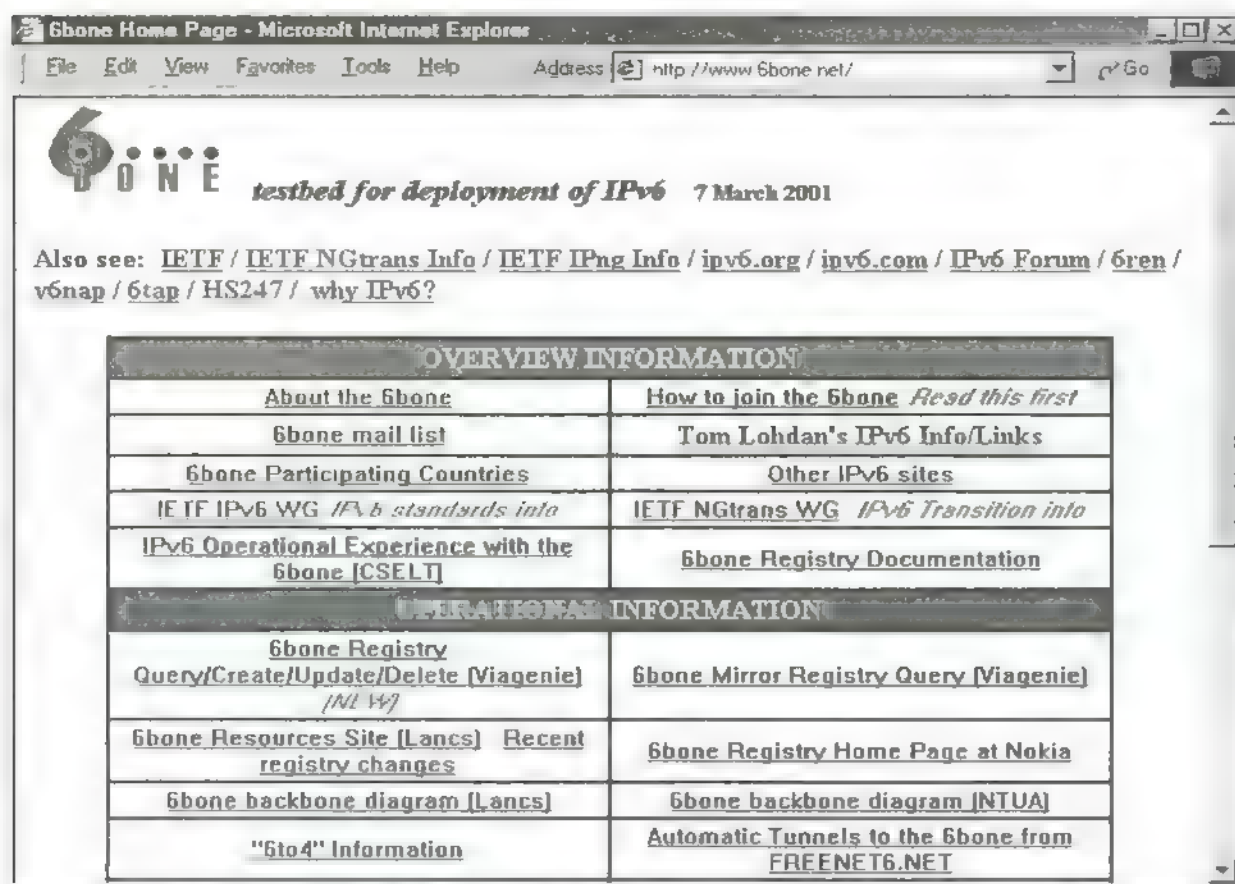 6bone Home Page - Microsoft Internet Explorer
File Edit View Favorites Tools Help Address http://www.6bone.net/ Go
6 BONE testbed for deployment of IPv6 7 March 2001
Also see: IETF / IETF NGtrans Info / IETF IPng Info / ipv6.org / ipv6.com / IPv6 Forum / 6ren /
v6nap / 6tap / HS247 / why IPv6?
OVERVIEW INFORMATION
About the 6bone
How to join the 6bone Read this first
6bone mail list
Tom Lohdan's IPv6 Info/Links
6bone Participating Countries
Other IPv6 sites
IETF IPv6 WG IPv6 standards info
IETF NGtrans WG IPv6 Transition info
IPv6 Operational Experience with the
6bone [CSELT]
6bone Registry Documentation
OPERATIONAL INFORMATION
6bone Registry
Query/Create/Update/Delete [Viagenie]
[NEW]
6bone Mirror Registry Query [Viagenie]
6bone Resources Site [Lancs] Recent
registry changes
6bone Registry Home Page at Nokia
6bone backbone diagram [Lancs]
6bone backbone diagram [NTUA]
"6to4" Information
Automatic Tunnels to the 6bone from
FREENET6.NET